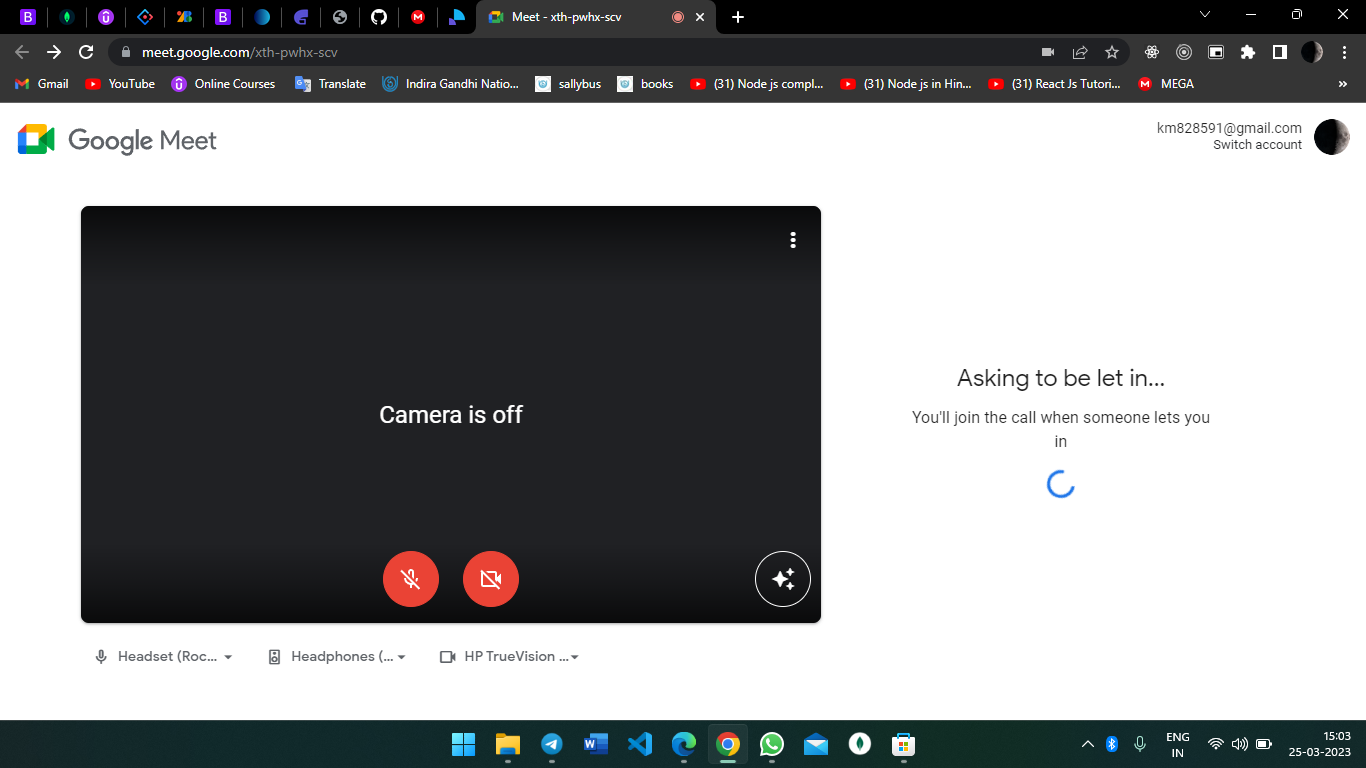 Meet - xth-pwhx-scv
meet.google.com/xth-pwhx-scv
Gmail YouTube Online Courses Translate Indira Gandhi Natio... sallybus books (31) Node js compl... (31) Node js in Hin... (31) React Js Tutori... MEGA »
Google Meet
km828591@gmail.com
Switch account
Camera is off
Asking to be let in...
You'll join the call when someone lets you
in
Headset (Roc... Headphones (... HP TrueVision ...
ENG
IN
15:03
25-03-2023